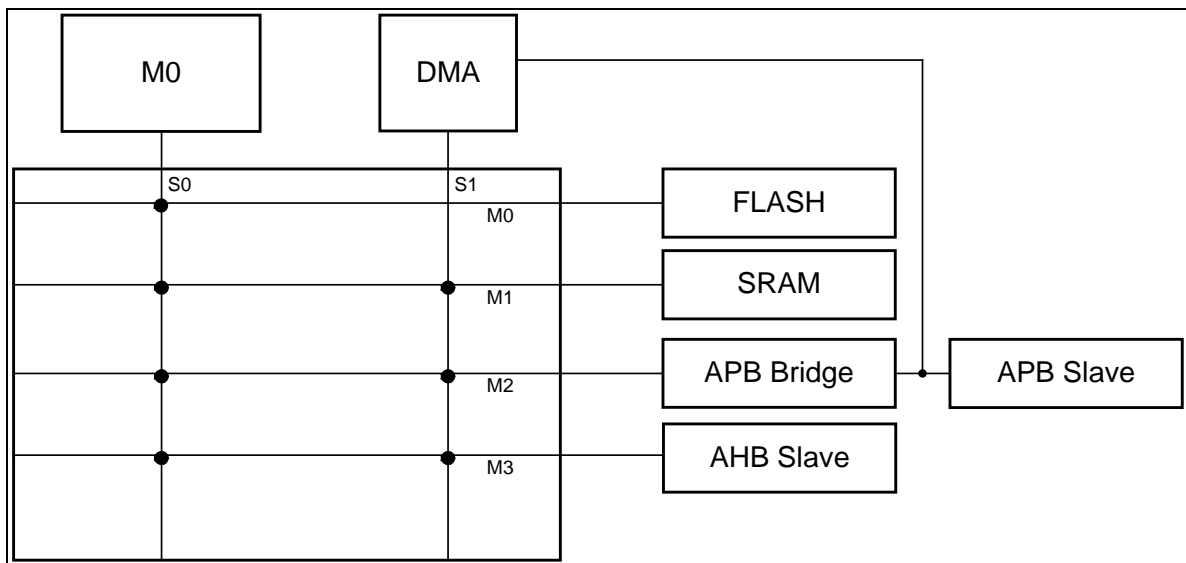 M0
DMA
S0
S1
M0
FLASH
M1
SRAM
M2
APB Bridge
APB Slave
M3
AHB Slave